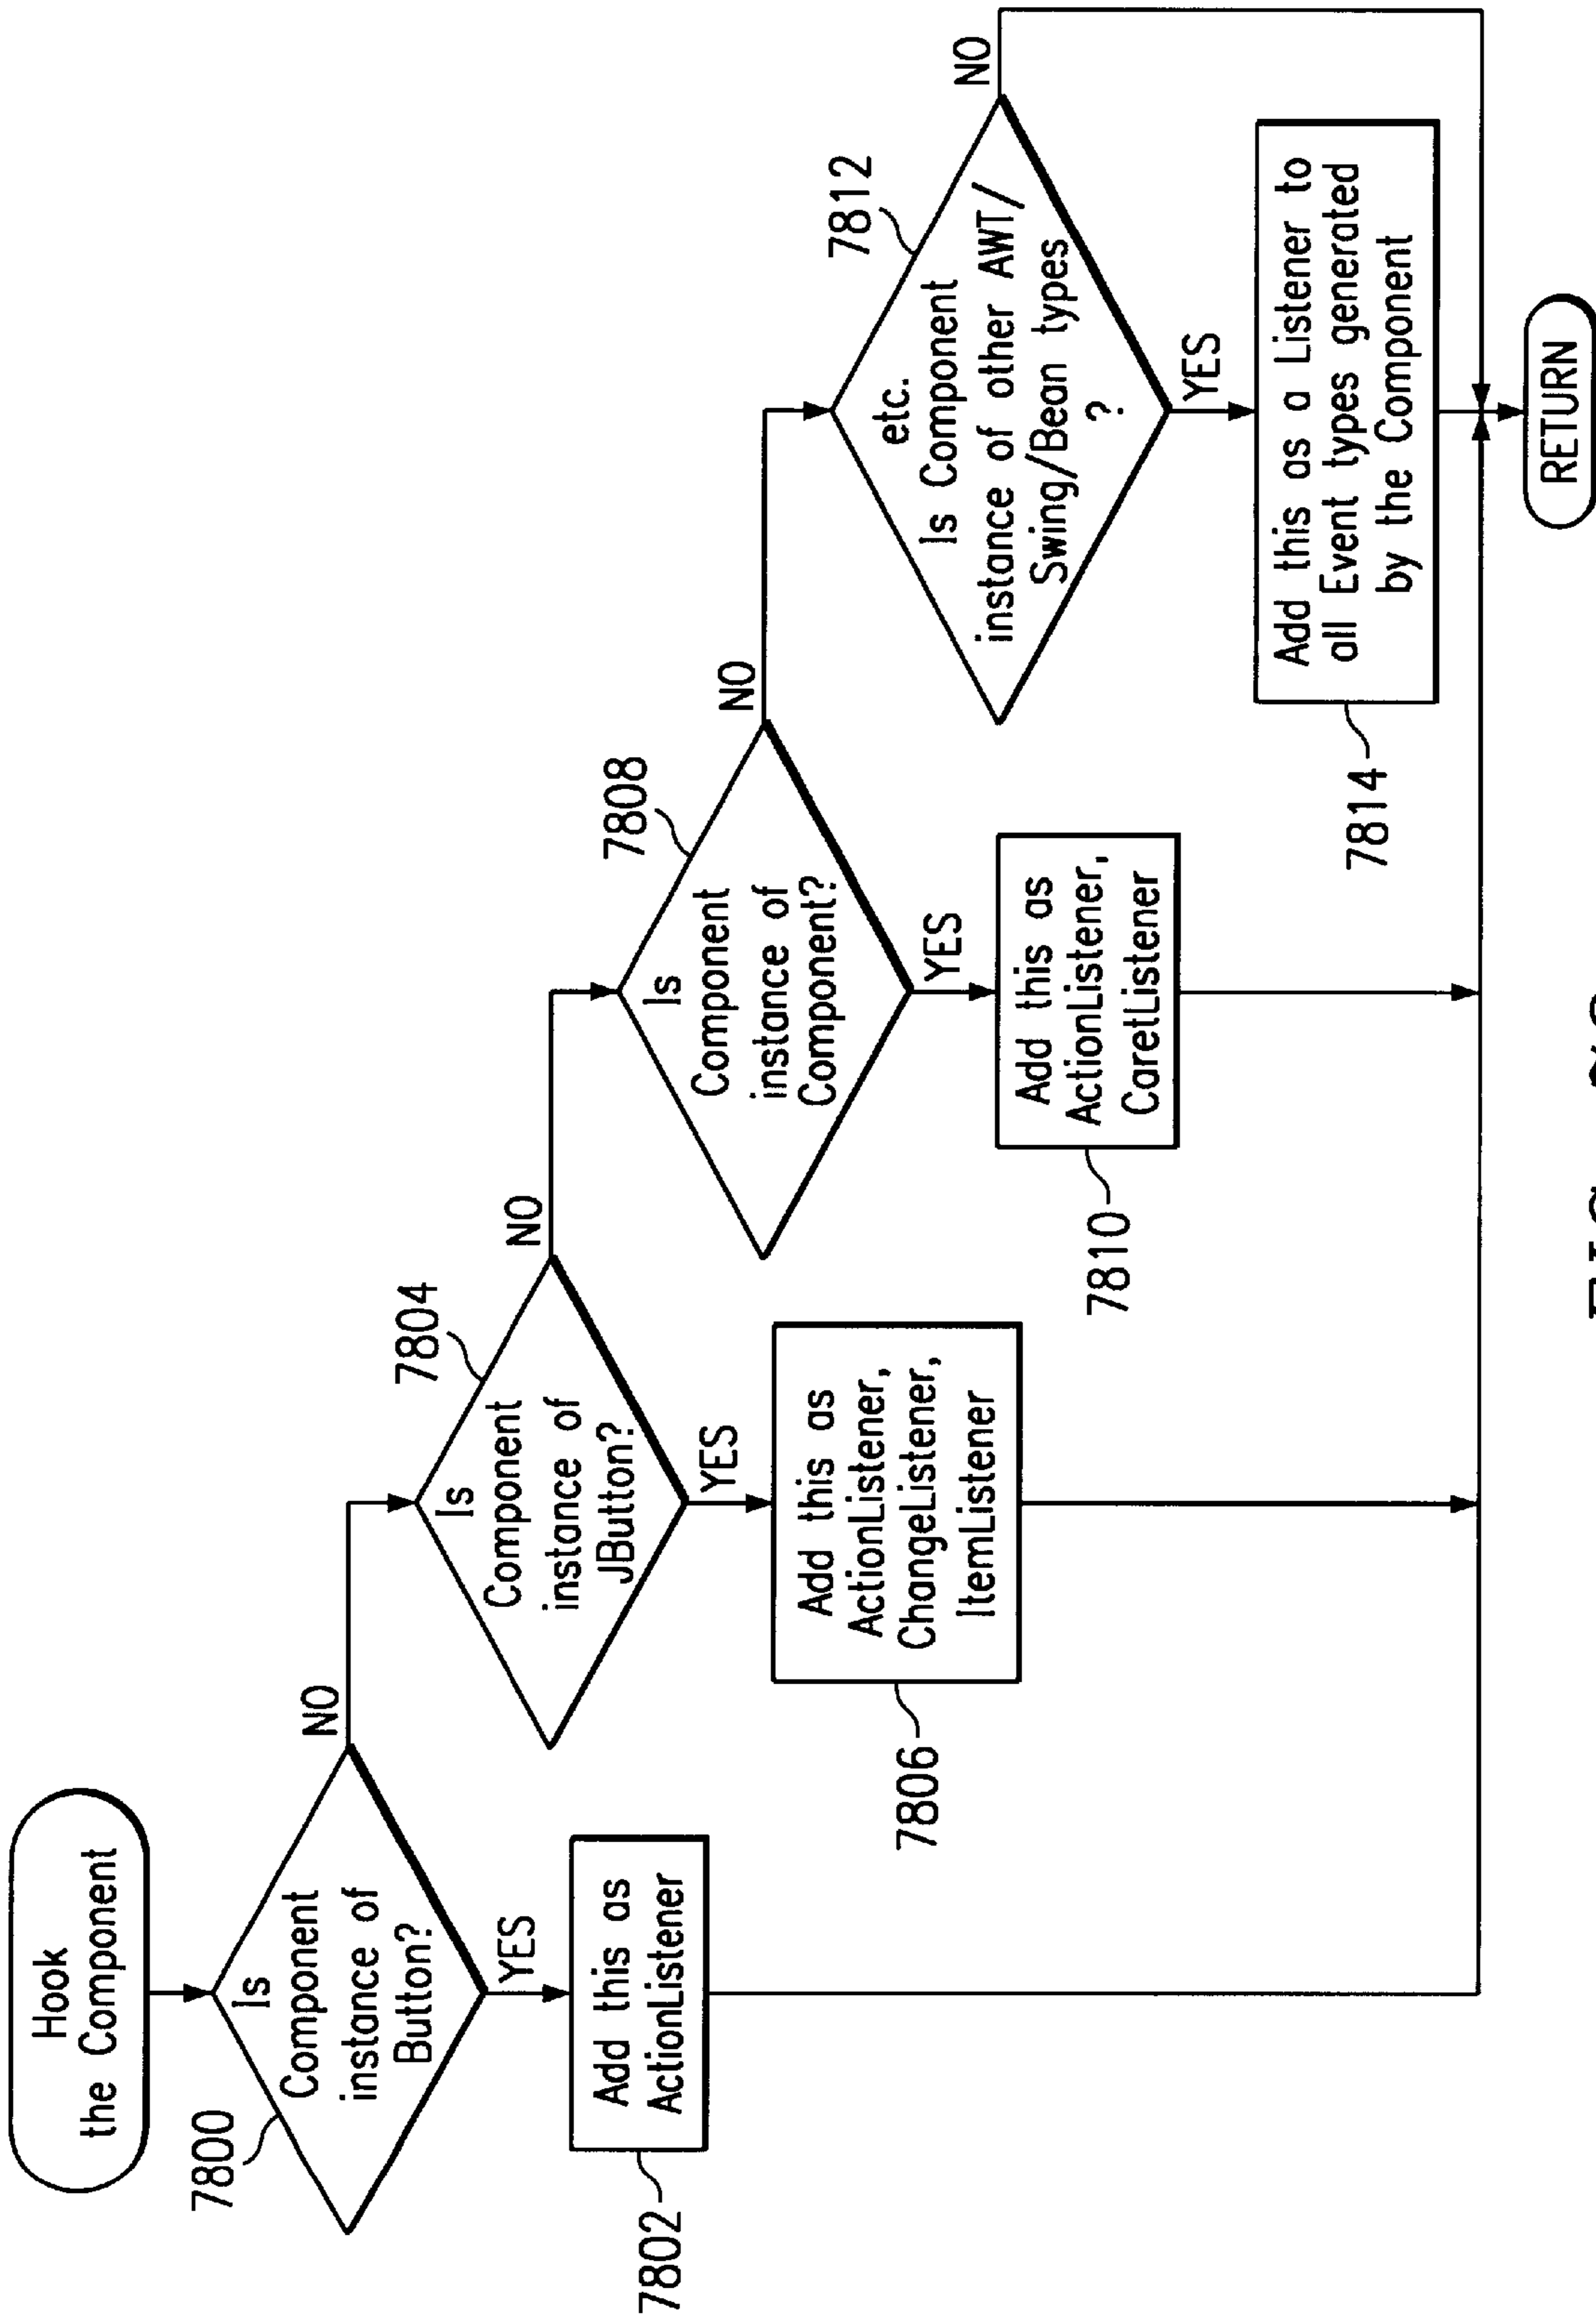 Hook
the Component
7800
Is
Component
instance of
Button?
NO
YES
7802
Add this as
ActionListener
7804
Is
Component
instance of
JButton?
NO
YES
7806
Add this as
ActionListener,
ChangeListener,
ItemListener
7808
Is
Component
instance of
Component?
NO
YES
7810
Add this as
ActionListener,
CaretListener
7812
etc.
Is Component
instance of other AWT/
Swing/Bean types
?
NO
YES
7814
Add this as a Listener to
all Event types generated
by the Component
RETURN